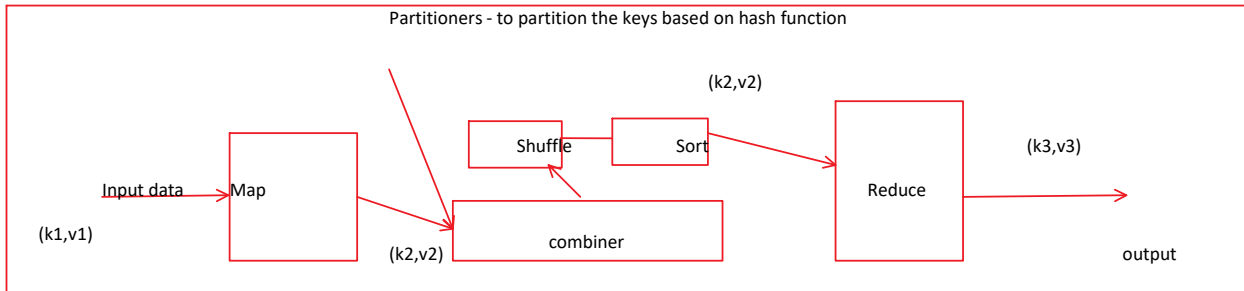 Partitioners - to partition the keys based on hash function
(k2,v2)
Shuffle
Sort
(k3,v3)
Input data
Map
Reduce
(k1,v1)
(k2,v2)
combiner
output